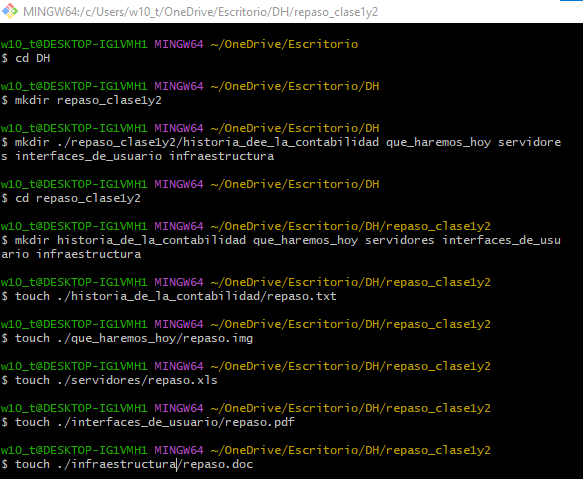 MINGW64:/c/Users/w10_t/OneDrive/Escritorio/DH/repaso_clase1y2
w10_t@DESKTOP-IG1VMH1 MINGW64 ~/OneDrive/Escritorio
$ cd DH
w10_t@DESKTOP-IG1VMH1 MINGW64 ~/OneDrive/Escritorio/DH
$ mkdir repaso_clase1y2
w10_t@DESKTOP-IG1VMH1 MINGW64 ~/OneDrive/Escritorio/DH
$ mkdir ./repaso_clase1y2/historia_dee_la_contabilidad que_haremos_hoy servidore
s interfaces_de_usuario infraestructura
w10_t@DESKTOP-IG1VMH1 MINGW64 ~/OneDrive/Escritorio/DH
$ cd repaso_clase1y2
w10_t@DESKTOP-IG1VMH1 MINGW64 ~/OneDrive/Escritorio/DH/repaso_clase1y2
$ mkdir historia_de_la_contabilidad que_haremos_hoy servidores interfaces_de_usu
ario infraestructura
w10_t@DESKTOP-IG1VMH1 MINGW64 ~/OneDrive/Escritorio/DH/repaso_clase1y2
$ touch ./historia_de_la_contabilidad/repaso.txt
w10_t@DESKTOP-IG1VMH1 MINGW64 ~/OneDrive/Escritorio/DH/repaso_clase1y2
$ touch ./que_haremos_hoy/repaso.img
w10_t@DESKTOP-IG1VMH1 MINGW64 ~/OneDrive/Escritorio/DH/repaso_clase1y2
$ touch ./servidores/repaso.xls
w10_t@DESKTOP-IG1VMH1 MINGW64 ~/OneDrive/Escritorio/DH/repaso_clase1y2
$ touch ./interfaces_de_usuario/repaso.pdf
w10_t@DESKTOP-IG1VMH1 MINGW64 ~/OneDrive/Escritorio/DH/repaso_clase1y2
$ touch ./infraestructura/repaso.doc